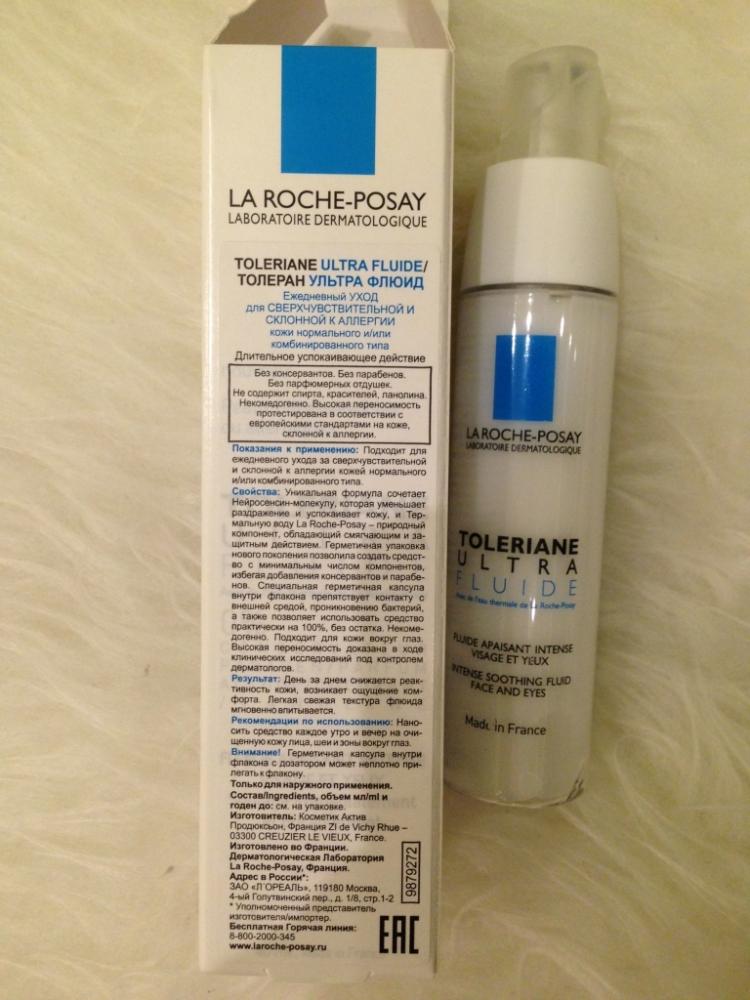 LA ROCHE-POSAY
LABORATOIRE DERMATOLOGIQUE
TOLERIANE ULTRA FLUIDE/
ТОЛЕРАН УЛЬТРА ФЛЮИД
Ежедневный УХОД
для СВЕРХЧУВСТВИТЕЛЬНОЙ И
СКЛОННОЙ К АЛЛЕРГИИ
кожи нормального и/или
комбинированного типа
Длительное успокаивающее действие
Без консервантов. Без парабенов.
Без парфюмерных отдушек.
Не содержит спирта, красителей, ланолина.
Некомедогенно. Высокая переносимость
протестирована в соответствии с
европейскими стандартами на коже,
склонной к аллергии.
Показания к применению: Подходит для
ежедневного ухода за сверхчувствительной
и склонной к аллергии кожей нормального
и/или комбинированного типа.
Свойства: Уникальная формула сочетает
Нейросенсин-молекулу, которая уменьшает
раздражение и успокаивает кожу, и Тер-
мальную воду La Roche-Posay – природный
компонент, обладающий смягчающим и за-
щитным действием. Герметичная упаковка
нового поколения позволила создать средст-
во с минимальным числом компонентов,
избегая добавления консервантов и парабе-
нов. Специальная герметичная капсула
внутри флакона препятствует контакту с
внешней средой, проникновению бактерий,
а также позволяет использовать средство
практически на 100%, без остатка. Некоме-
догенно. Подходит для кожи вокруг глаз.
Высокая переносимость доказана в ходе
клинических исследований под контролем
дерматологов.
Результат: День за днем снижается реак-
тивность кожи, возникает ощущение ком-
форта. Легкая свежая текстура флюида
мгновенно впитывается.
Рекомендации по использованию: Нано-
сить средство каждое утро и вечер на очи-
щенную кожу лица, шеи и зоны вокруг глаз.
Внимание! Герметичная капсула внутри
флакона с дозатором может неплотно при-
легать к флакону.
Только для наружного применения.
Состав/Ingredients, объем мл/ml и
годен до: см. на упаковке.
Изготовитель: Косметик Актив
Продюксьон, Франция ZI de Vichy Rhue –
03300 CREUZIER LE VIEUX, France.
Изготовлено во Франции.
Дерматологическая Лаборатория
La Roche-Posay, Франция.
Адрес в России*:
ЗАО «Л'ОРЕАЛЬ», 119180 Москва,
4-ый Голутвинский пер., д. 1/8, стр.1-2
* Уполномоченный представитель
изготовителя/импортер.
Бесплатная Горячая линия:
8-800-2000-345
www.laroche-posay.ru
9879272
EAC
LA ROCHE-POSAY
LABORATOIRE DERMATOLOGIQUE
TOLERIANE
ULTRA
FLUIDE
Avec de l'eau thermale de La Roche-Posay
FLUIDE APAISANT INTENSE
VISAGE ET YEUX
INTENSE SOOTHING FLUID
FACE AND EYES
Made in France